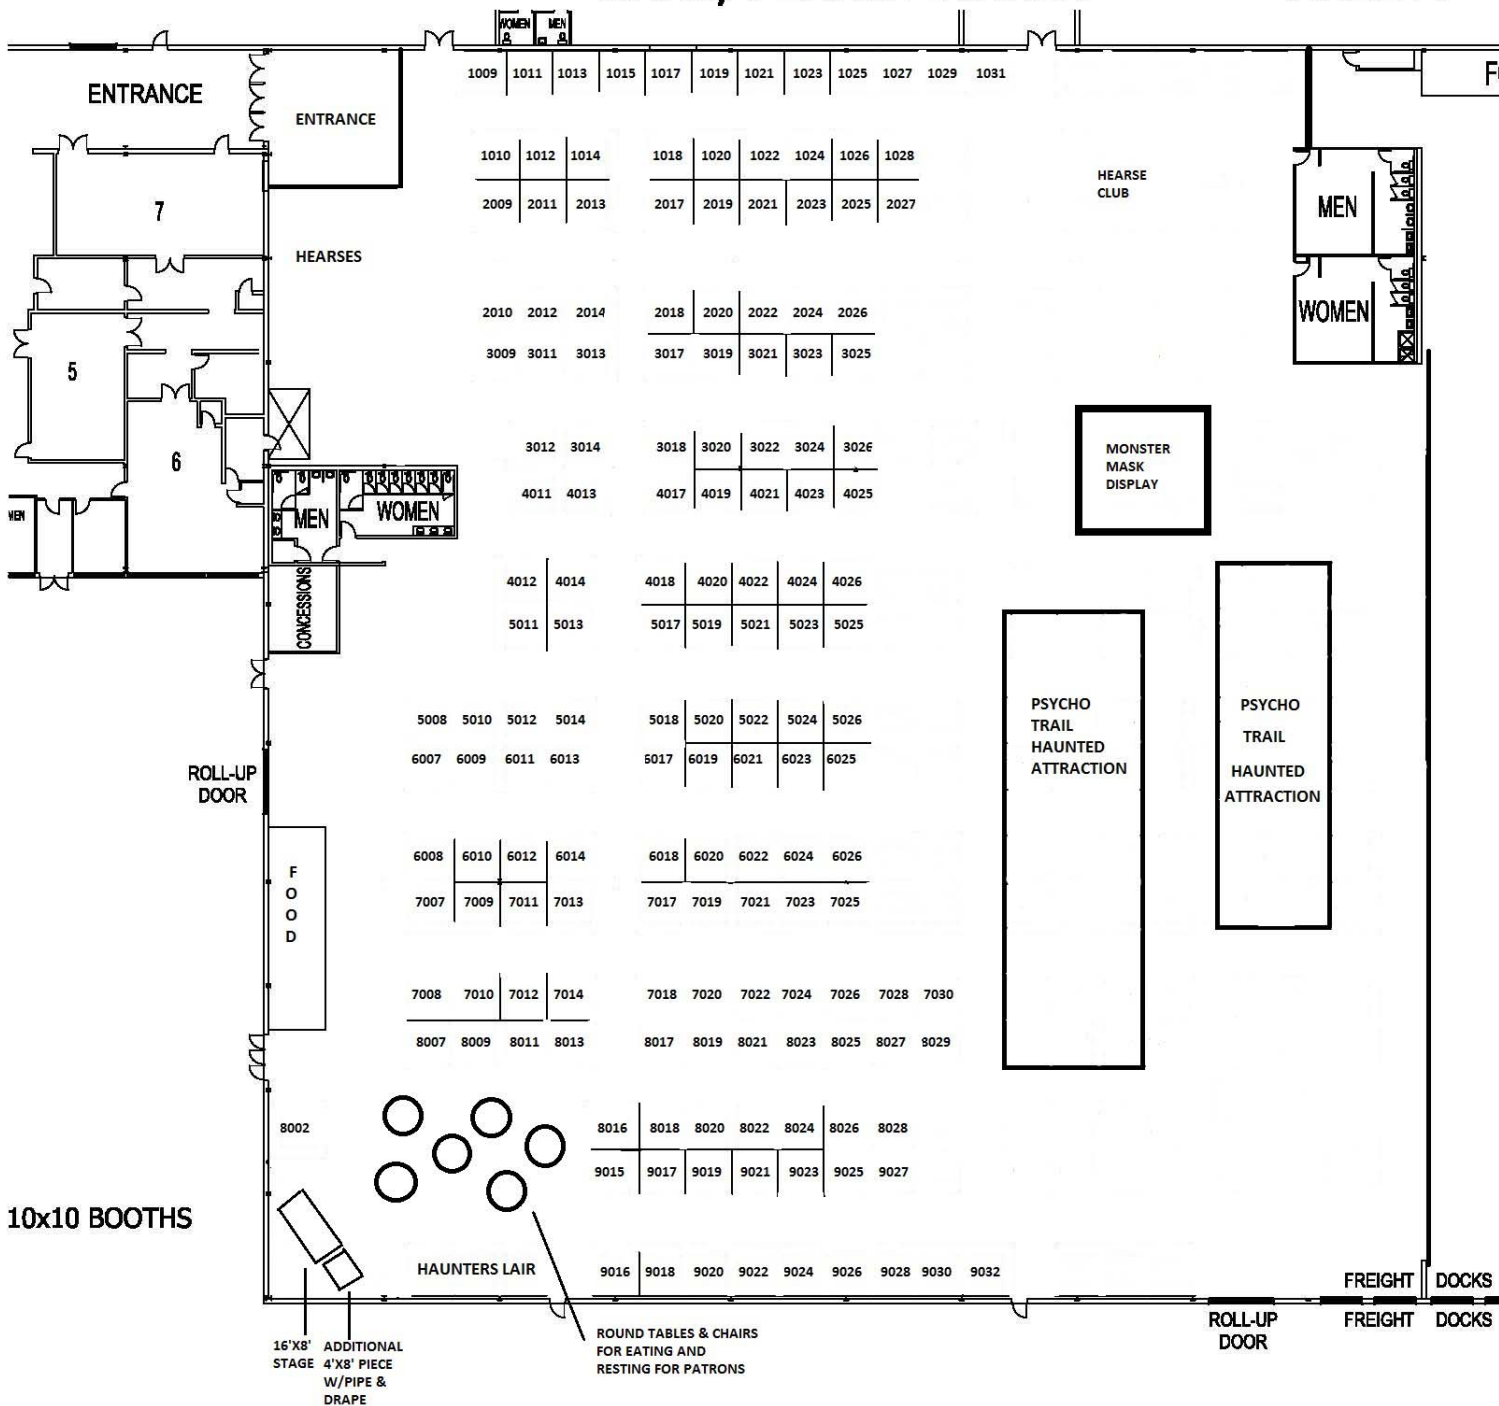 WOMEN MEN
1009 1011 1013 1015 1017 1019 1021 1023 1025 1027 1029 1031
ENTRANCE
ENTRANCE
1010 1012 1014 1018 1020 1022 1024 1026 1028
HEARSE
CLUB
2009 2011 2013 2017 2019 2021 2023 2025 2027
7
MEN
HEARSES
2010 2012 2014 2018 2020 2022 2024 2026
WOMEN
3009 3011 3013 3017 3019 3021 3023 3025
5
3012 3014 3018 3020 3022 3024 3026
MONSTER
MASK
DISPLAY
6
4011 4013 4017 4019 4021 4023 4025
MEN
WOMEN
4012 4014 4018 4020 4022 4024 4026
CONCESSIONS
5011 5013 5017 5019 5021 5023 5025
5008 5010 5012 5014 5018 5020 5022 5024 5026
PSYCHO
TRAIL
HAUNTED
ATTRACTION
PSYCHO
TRAIL
HAUNTED
ATTRACTION
6007 6009 6011 6013 6017 6019 6021 6023 6025
ROLL-UP
DOOR
6008 6010 6012 6014 6018 6020 6022 6024 6026
FOOD
7007 7009 7011 7013 7017 7019 7021 7023 7025
7008 7010 7012 7014 7018 7020 7022 7024 7026 7028 7030
8007 8009 8011 8013 8017 8019 8021 8023 8025 8027 8029
8002 8016 8018 8020 8022 8024 8026 8028
9015 9017 9019 9021 9023 9025 9027
10x10 BOOTHS
HAUNTERS LAIR
9016 9018 9020 9022 9024 9026 9028 9030 9032
FREIGHT DOCKS
FREIGHT DOCKS
ROLL-UP
DOOR
16'X8'
STAGE
ADDITIONAL
4'X8' PIECE
W/PIPE &
DRAPE
ROUND TABLES & CHAIRS
FOR EATING AND
RESTING FOR PATRONS